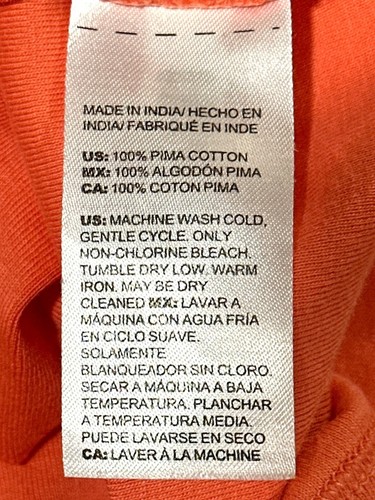 MADE IN INDIA/ HECHO EN
INDIA/ FABRIQUÉ EN INDE
US: 100% PIMA COTTON
MX: 100% ALGODÓN PIMA
CA: 100% COTON PIMA
US: MACHINE WASH COLD,
GENTLE CYCLE. ONLY
NON-CHLORINE BLEACH.
TUMBLE DRY LOW. WARM
IRON. MAY BE DRY
CLEANED MX: LAVAR A
MÁQUINA CON AGUA FRÍA
EN CICLO SUAVE.
SOLAMENTE
BLANQUEADOR SIN CLORO.
SECAR A MÁQUINA A BAJA
TEMPERATURA. PLANCHAR
A TEMPERATURA MEDIA.
PUEDE LAVARSE EN SECO
CA: LAVER À LA MACHINE